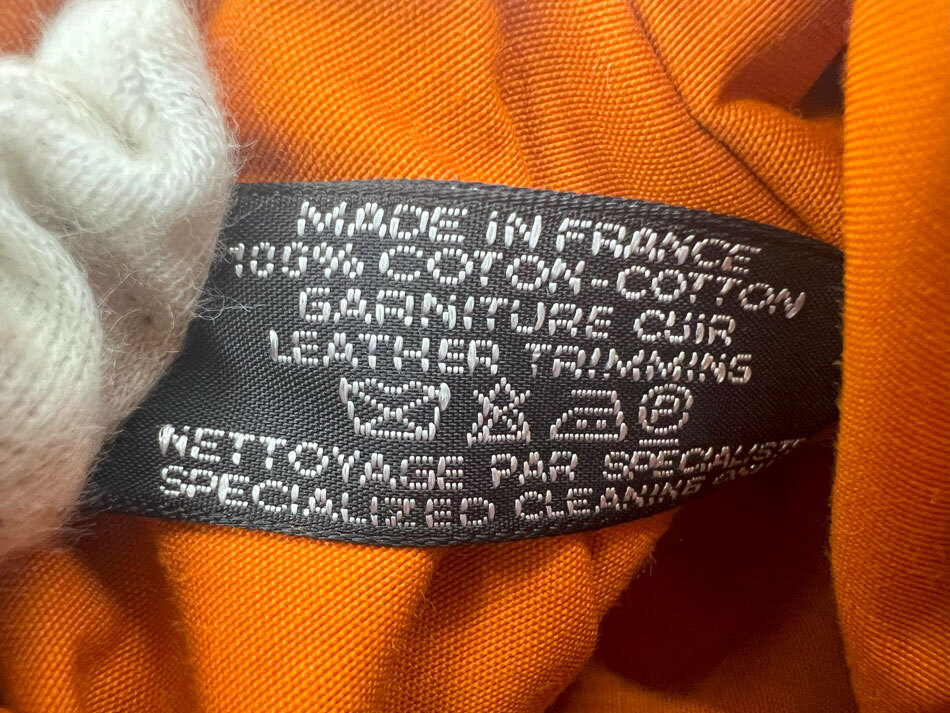 MADE IN FRANCE
100% COTON-COTTON
GARNITURE CUIR
LEATHER TRIMMING
P
NETTOYAGE PAR SPECIALISTE
SPECIALIZED CLEANING